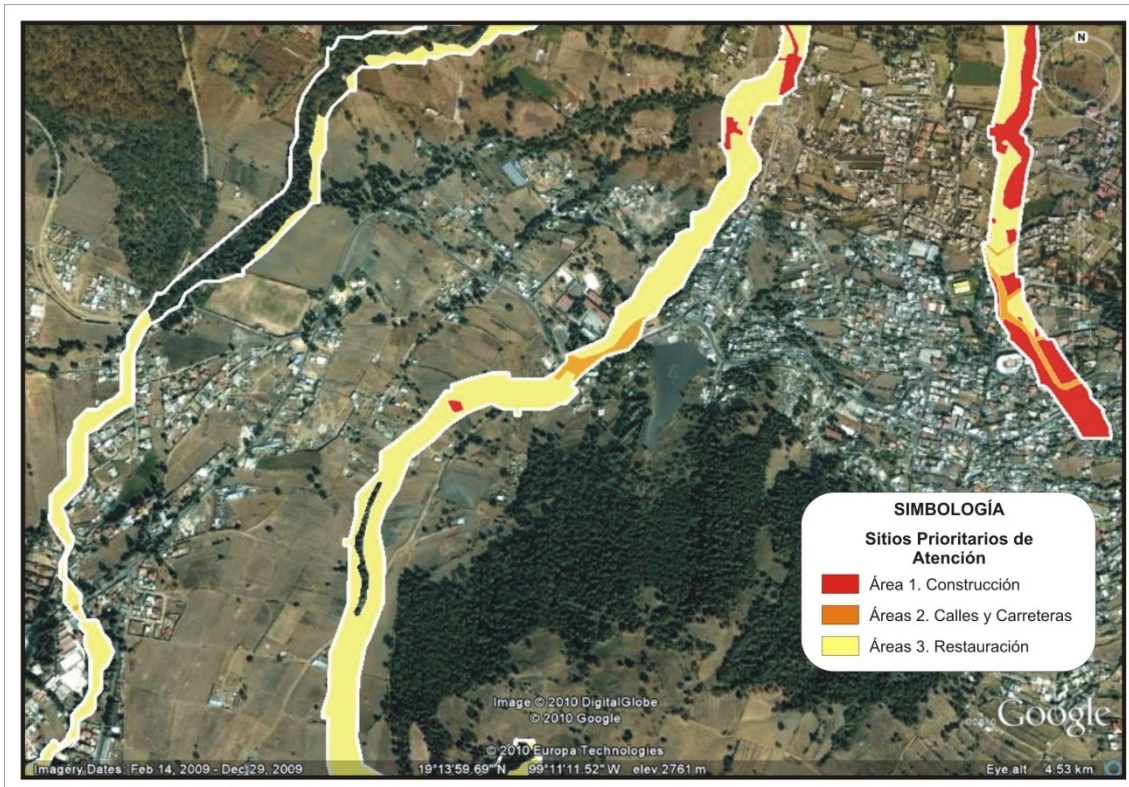 N
SIMBOLOGÍA
Sitios Prioritarios de
Atención
Área 1. Construcción
Áreas 2. Calles y Carreteras
Áreas 3. Restauración
Image © 2010 DigitalGlobe
© 2010 Google
Google
© 2010 Europa Technologies
Imagery Dates: Feb 14, 2009 - Dec 29, 2009
19°13'59.69" N 99°11'11.52" W elev 2761 m
Eye alt 4.53 km